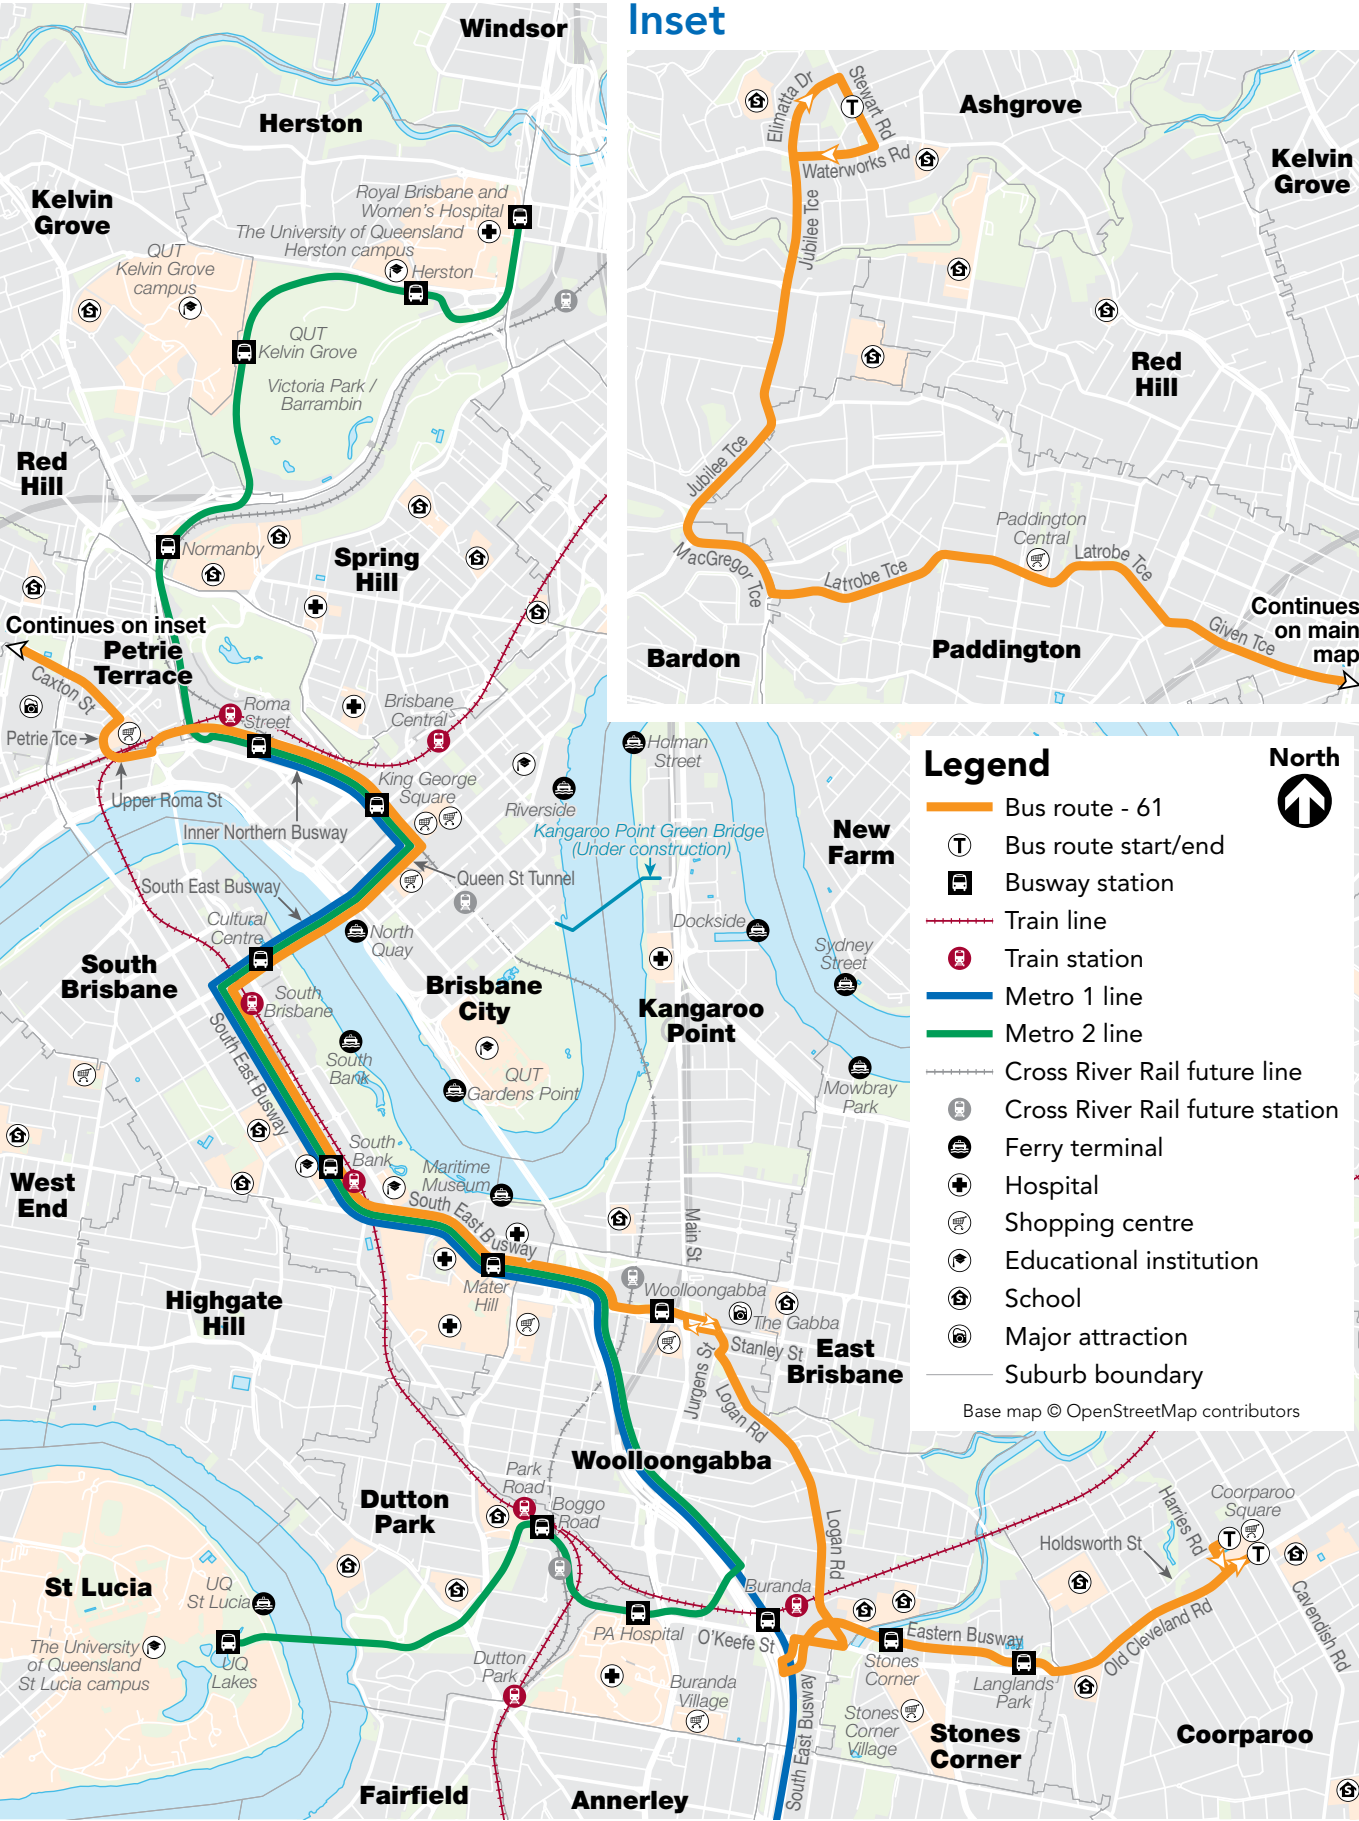 Inset
Windsor
Herston
Kelvin
Grove
Royal Brisbane and
Women's Hospital
The University of Queensland
Herston campus
Herston
QUT
Kelvin Grove
campus
QUT
Kelvin Grove
Victoria Park /
Barrambin
Red
Hill
Normanby
Spring
Hill
Continues on inset
Petrie
Terrace
Caxton St
Petrie Tce
Roma
Street
Brisbane
Central
Upper Roma St
Inner Northern Busway
King George
Square
Riverside
Holman
Street
Kangaroo Point Green Bridge
(Under construction)
New
Farm
South East Busway
Queen St Tunnel
Cultural
Centre
North
Quay
Dockside
Sydney
Street
South
Brisbane
South
Brisbane
Brisbane
City
Kangaroo
Point
South East Busway
South
Bank
QUT
Gardens Point
Mowbray
Park
South
Bank
Maritime
Museum
South East Busway
West
End
Main St
Mater
Hill
Woolloongabba
The Gabba
Highgate
Hill
Stanley St
East
Brisbane
Jurgens St
Logan Rd
Woolloongabba
Park
Road
Boggo
Road
Dutton
Park
Logan Rd
Harries Rd
Coorparoo
Square
Holdsworth St
St Lucia
UQ
St Lucia
Buranda
PA Hospital
O'Keefe St
Eastern Busway
Old Cleveland Rd
Cavendish Rd
The University
of Queensland
St Lucia campus
UQ
Lakes
Dutton
Park
Stones
Corner
Langlands
Park
Buranda
Village
South East Busway
Stones
Corner
Village
Stones
Corner
Coorparoo
Fairfield
Annerley
Elimatta Dr
Stewart Rd
T
Ashgrove
Waterworks Rd
Kelvin
Grove
Jubilee Tce
Red
Hill
Jubilee Tce
Paddington
Central
MacGregor Tce
Latrobe Tce
Latrobe Tce
Given Tce
Continues
on main
map
Bardon
Paddington
Legend
North
Bus route - 61
T
Bus route start/end
Busway station
Train line
Train station
Metro 1 line
Metro 2 line
Cross River Rail future line
Cross River Rail future station
Ferry terminal
Hospital
Shopping centre
Educational institution
School
Major attraction
Suburb boundary
Base map © OpenStreetMap contributors
T
T